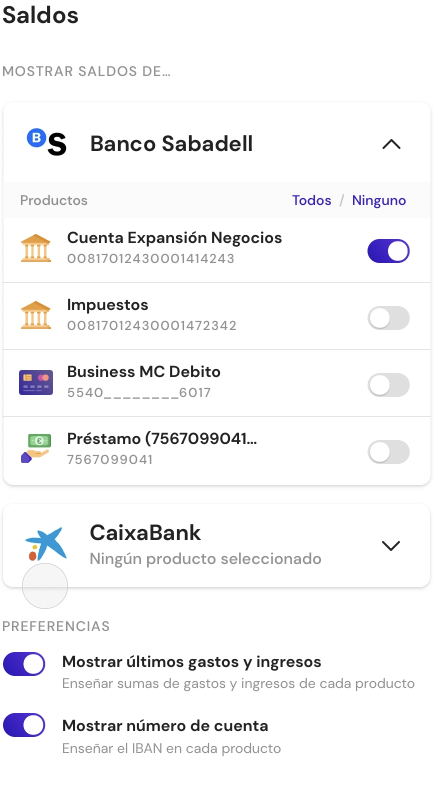 Saldos
MOSTRAR SALDOS DE...
B S Banco Sabadell
Productos Todos / Ninguno
Cuenta Expansión Negocios
00817012430001414243
Impuestos
00817012430001472342
Business MC Debito
5540________6017
Préstamo (7567099041...
7567099041
CaixaBank
Ningún producto seleccionado
PREFERENCIAS
Mostrar últimos gastos y ingresos
Enseñar sumas de gastos y ingresos de cada producto
Mostrar número de cuenta
Enseñar el IBAN en cada producto